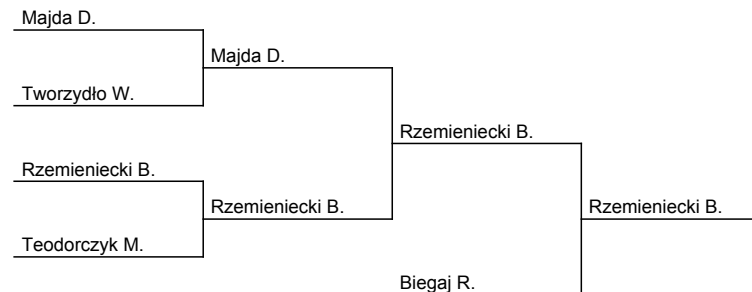 Majda D.
Majda D.
Tworzydło W.
Rzemieniecki B.
Rzemieniecki B.
Rzemieniecki B.
Rzemieniecki B.
Teodorczyk M.
Biegaj R.